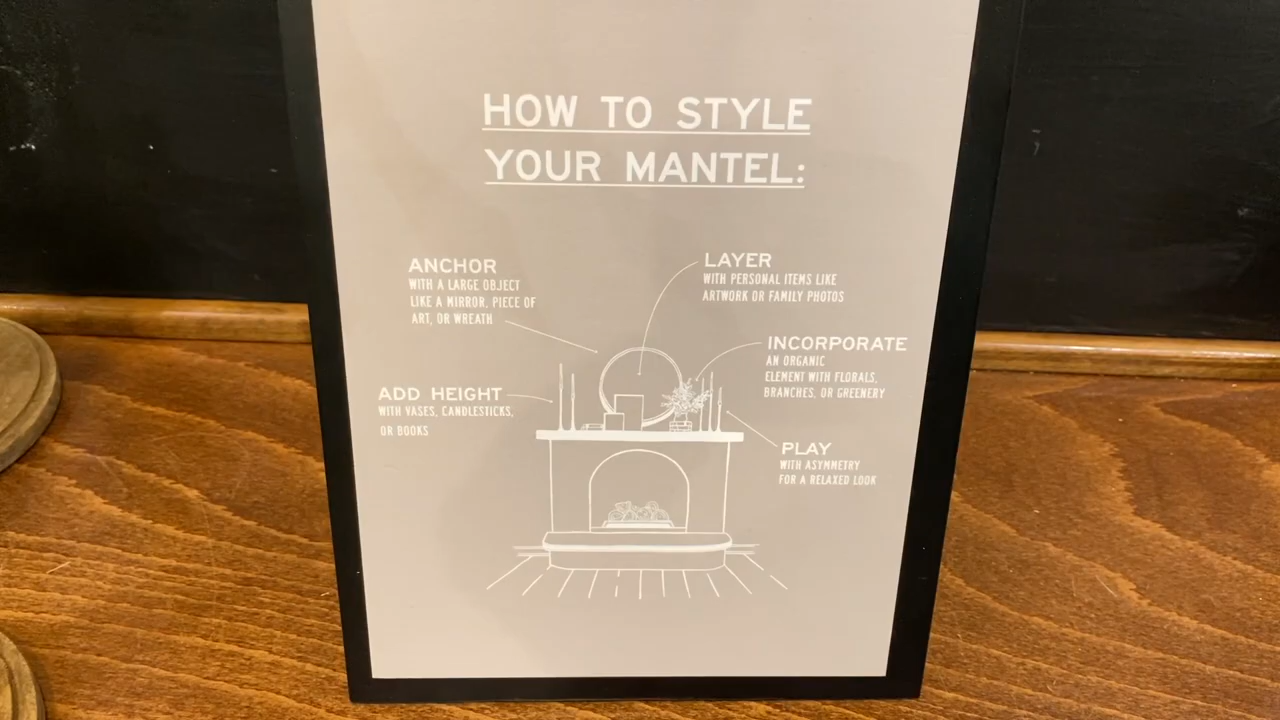 HOW TO STYLE
YOUR MANTEL:
ANCHOR
WITH A LARGE OBJECT
LIKE A MIRROR, PIECE OF
ART, OR WREATH
LAYER
WITH PERSONAL ITEMS LIKE
ARTWORK OR FAMILY PHOTOS
INCORPORATE
AN ORGANIC
ELEMENT WITH FLORALS,
BRANCHES, OR GREENERY
ADD HEIGHT
WITH VASES, CANDLESTICKS,
OR BOOKS
PLAY
WITH ASYMMETRY
FOR A RELAXED LOOK